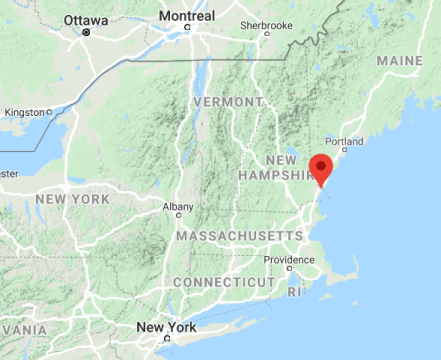 Montreal
Ottawa
Sherbrooke
MAINE
VERMONT
Kingston
Portland
NEW
HAMPSHIR
ester
NEW YORK
Albany
MASSACHUSETTS
Providence
CONNECTICUT
RI
VANIA
New York